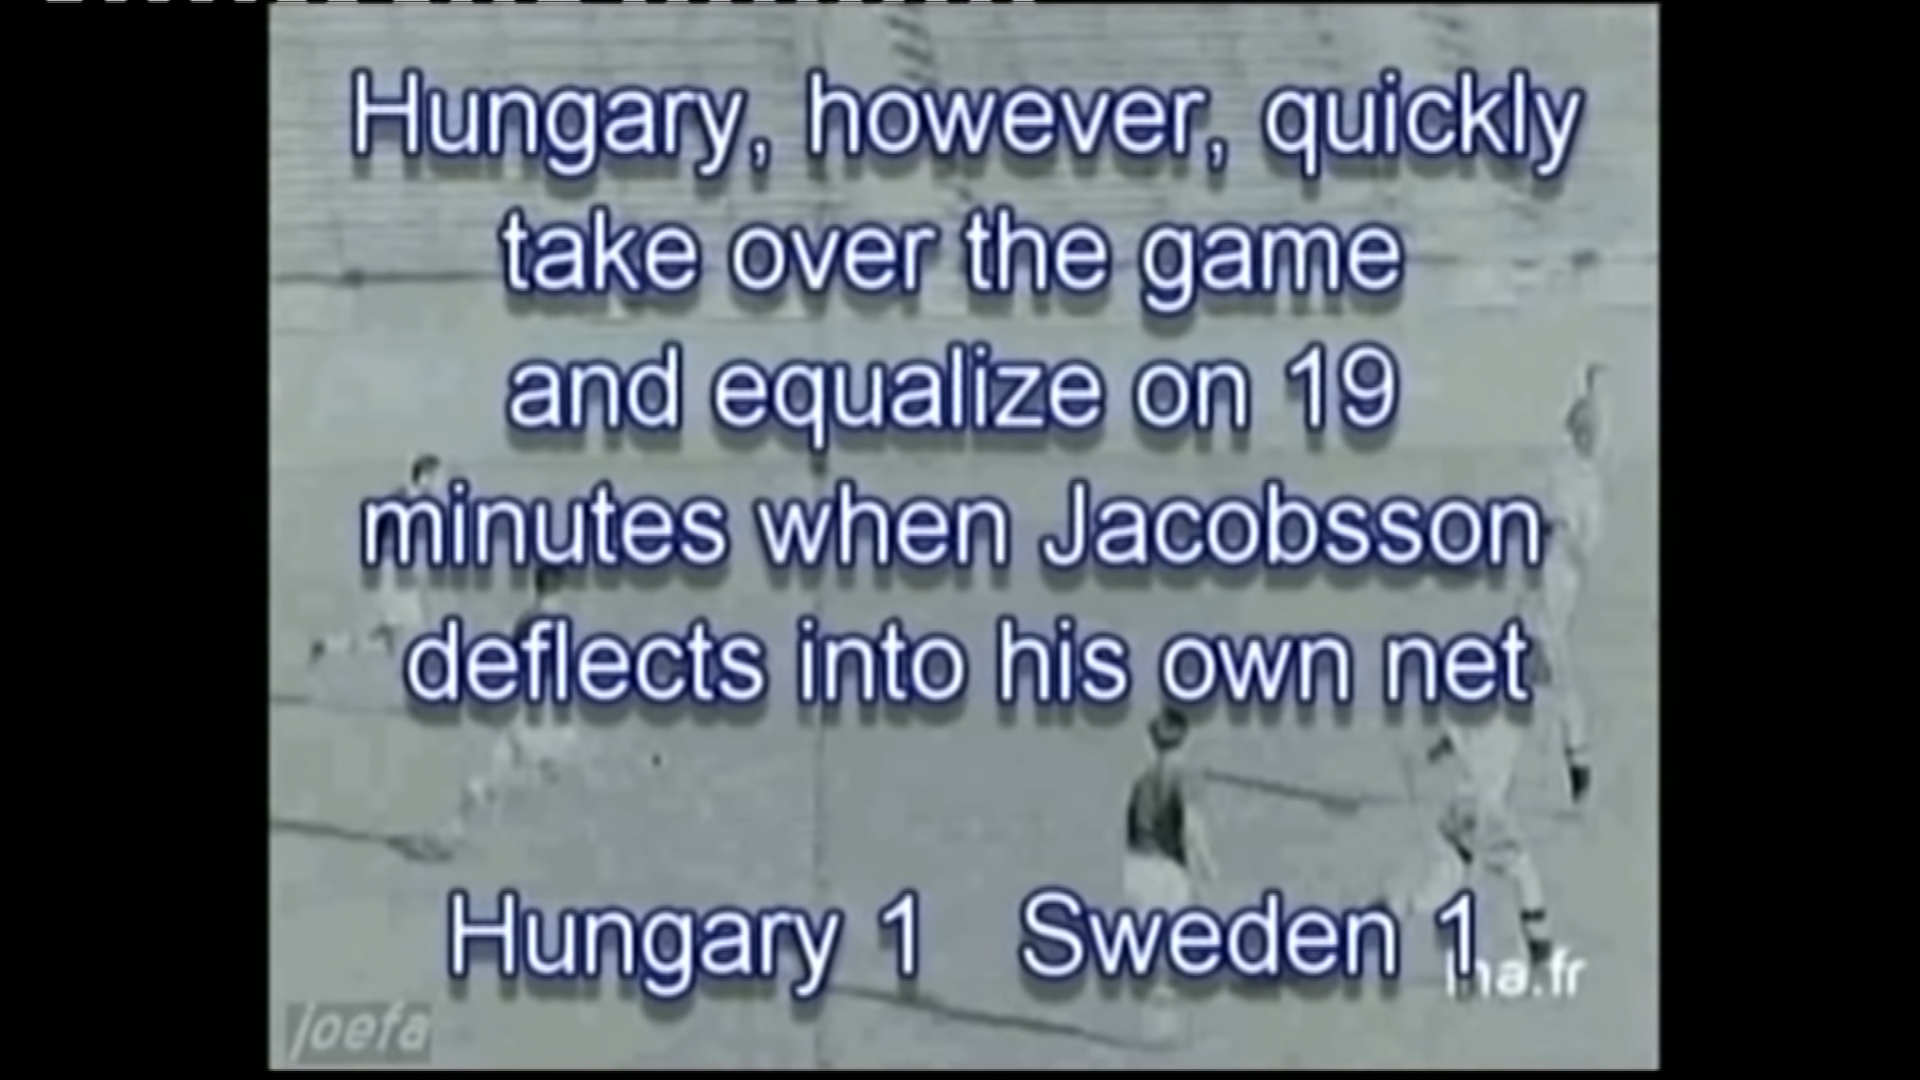 Hungary, however, quickly
take over the game
and equalize on 19
minutes when Jacobsson
deflects into his own net
Hungary 1 Sweden 1
ina.fr
joefa